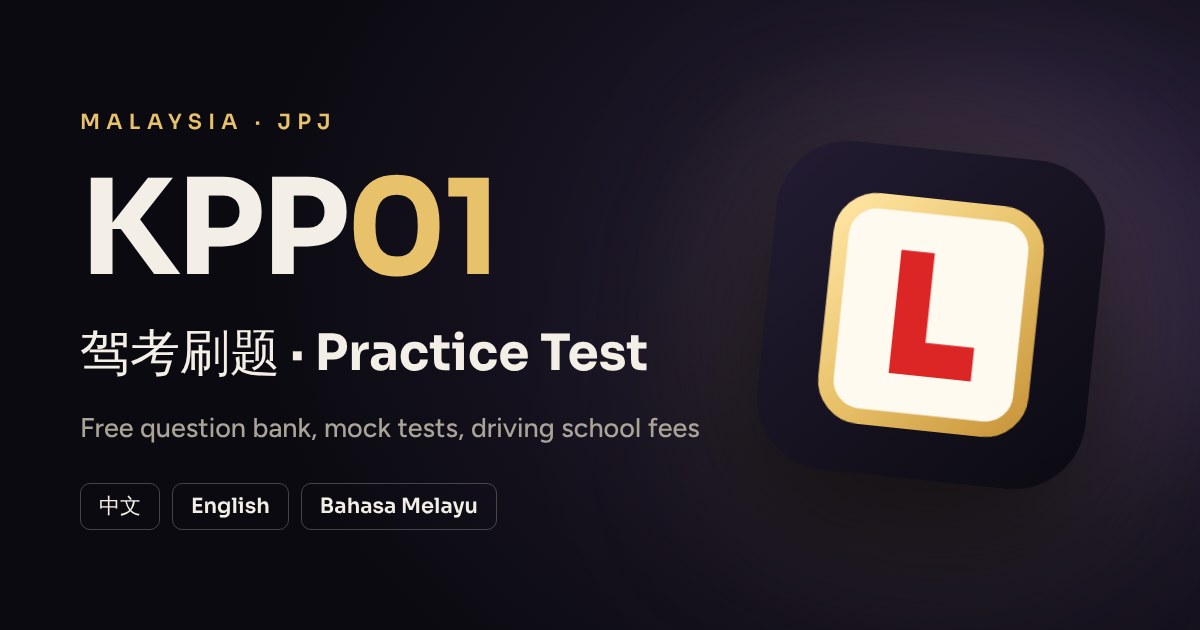 MALAYSIA · JPJ
KPP01
驾考刷题 · Practice Test
Free question bank, mock tests, driving school fees
中文 English Bahasa Melayu
L